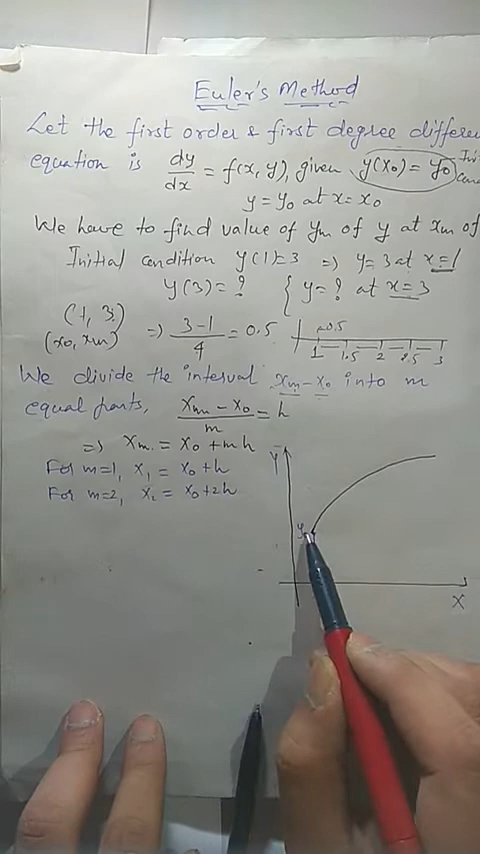 Euler's Method
Let the first order & first degree differe
equation is dy/dx = f(x, y), given y(x0) = y0
y = y0 at x = x0
We have to find value of ym of y at xm of
Initial condition y(1)=3 => y=3 at x=1
y(3) = ? { y=? at x=3
(1, 3)
(x0, xm) => (3-1)/4 = 0.5
0.5
1 1.5 2 2.5 3
We divide the interval xm-x0 into m
equal parts, (xm - x0)/m = h
=> xm = x0 + mh
For m=1, x1 = x0 + h
For m=2, x2 = x0 + 2h
Y
X